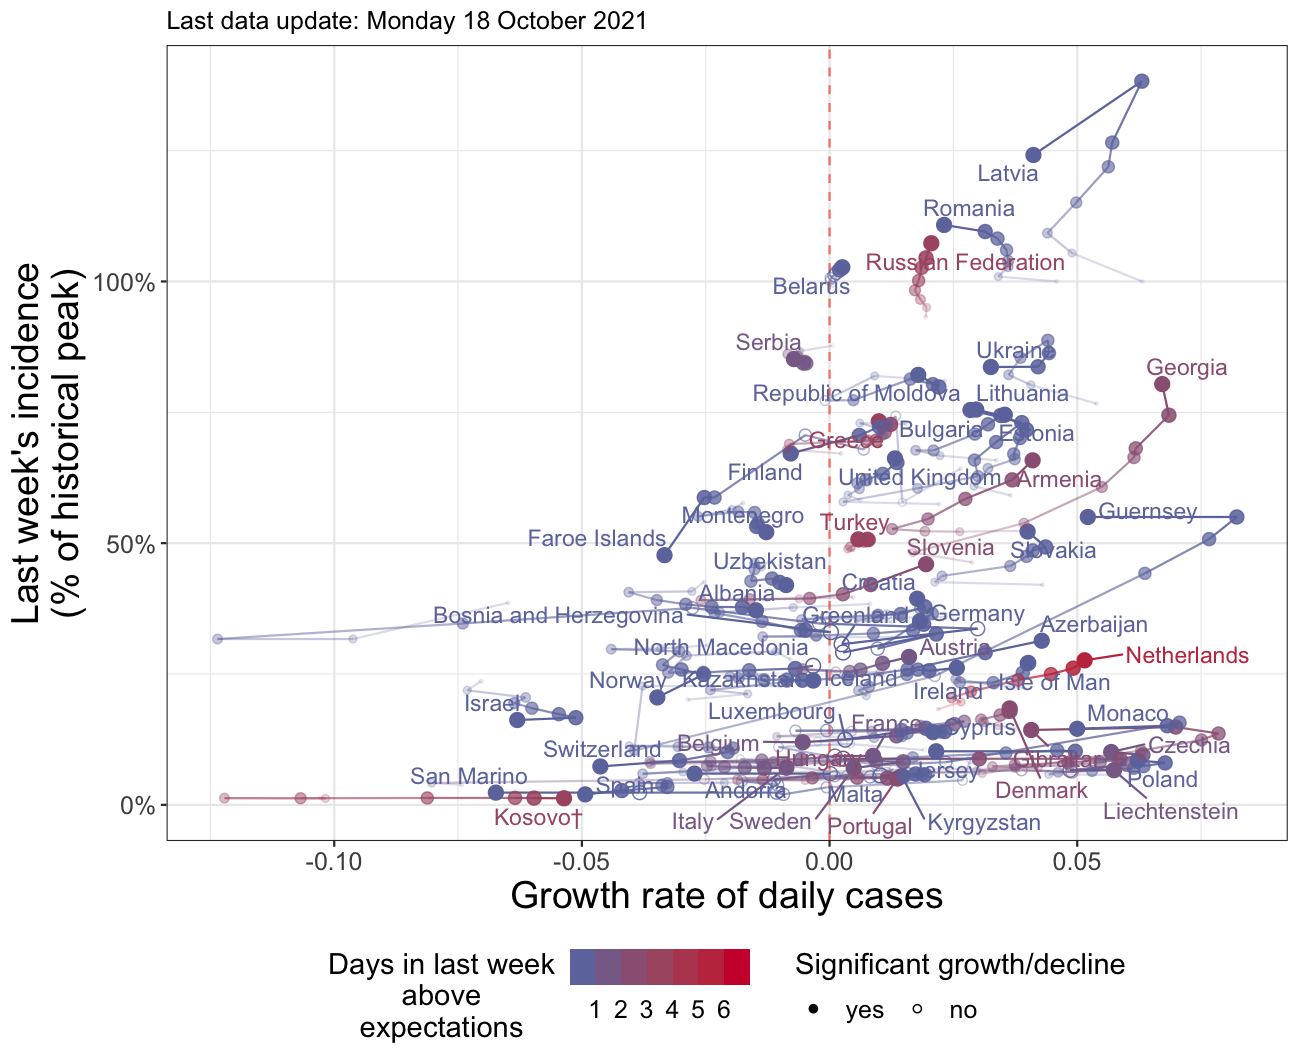 Last data update: Monday 18 October 2021
Last week's incidence
(% of historical peak)
100%
50%
0%
Latvia
Romania
Russian Federation
Belarus
Serbia
Ukraine
Georgia
Republic of Moldova
Lithuania
Greece
Bulgaria
Estonia
Finland
United Kingdom
Armenia
Montenegro
Turkey
Guernsey
Faroe Islands
Slovenia
Slovakia
Uzbekistan
Croatia
Albania
Bosnia and Herzegovina
Greenland
Germany
Azerbaijan
North Macedonia
Austria
Netherlands
Norway
Kazakhstan
Iceland
Ireland
Isle of Man
Israel
Luxembourg
France
Cyprus
Monaco
Switzerland
Belgium
Hungary
Gibraltar
Czechia
San Marino
Spain
Andorra
Malta
Jersey
Denmark
Poland
Kosovo†
Italy
Sweden
Portugal
Kyrgyzstan
Liechtenstein
-0.10
-0.05
0.00
0.05
Growth rate of daily cases
Days in last week
above
expectations
1 2 3 4 5 6
Significant growth/decline
yes
no